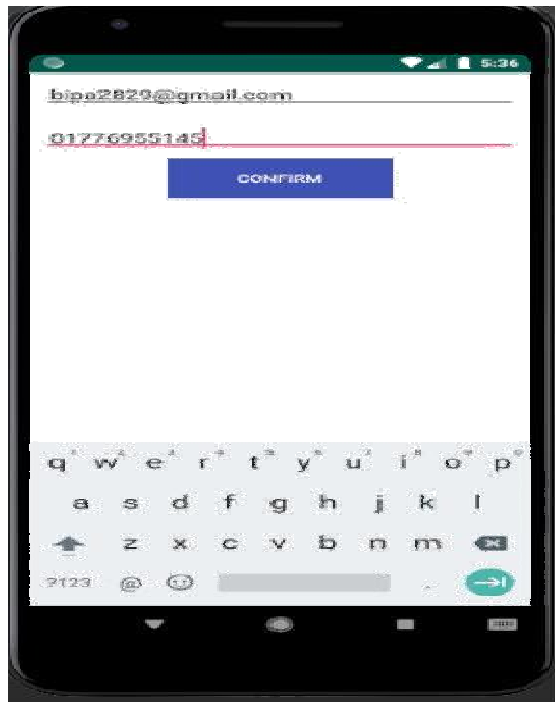 5:36
bipa2829@gmail.com
01776955145
CONFIRM
q w e r t y u i o p
a s d f g h j k l
z x c v b n m
?123 @ .